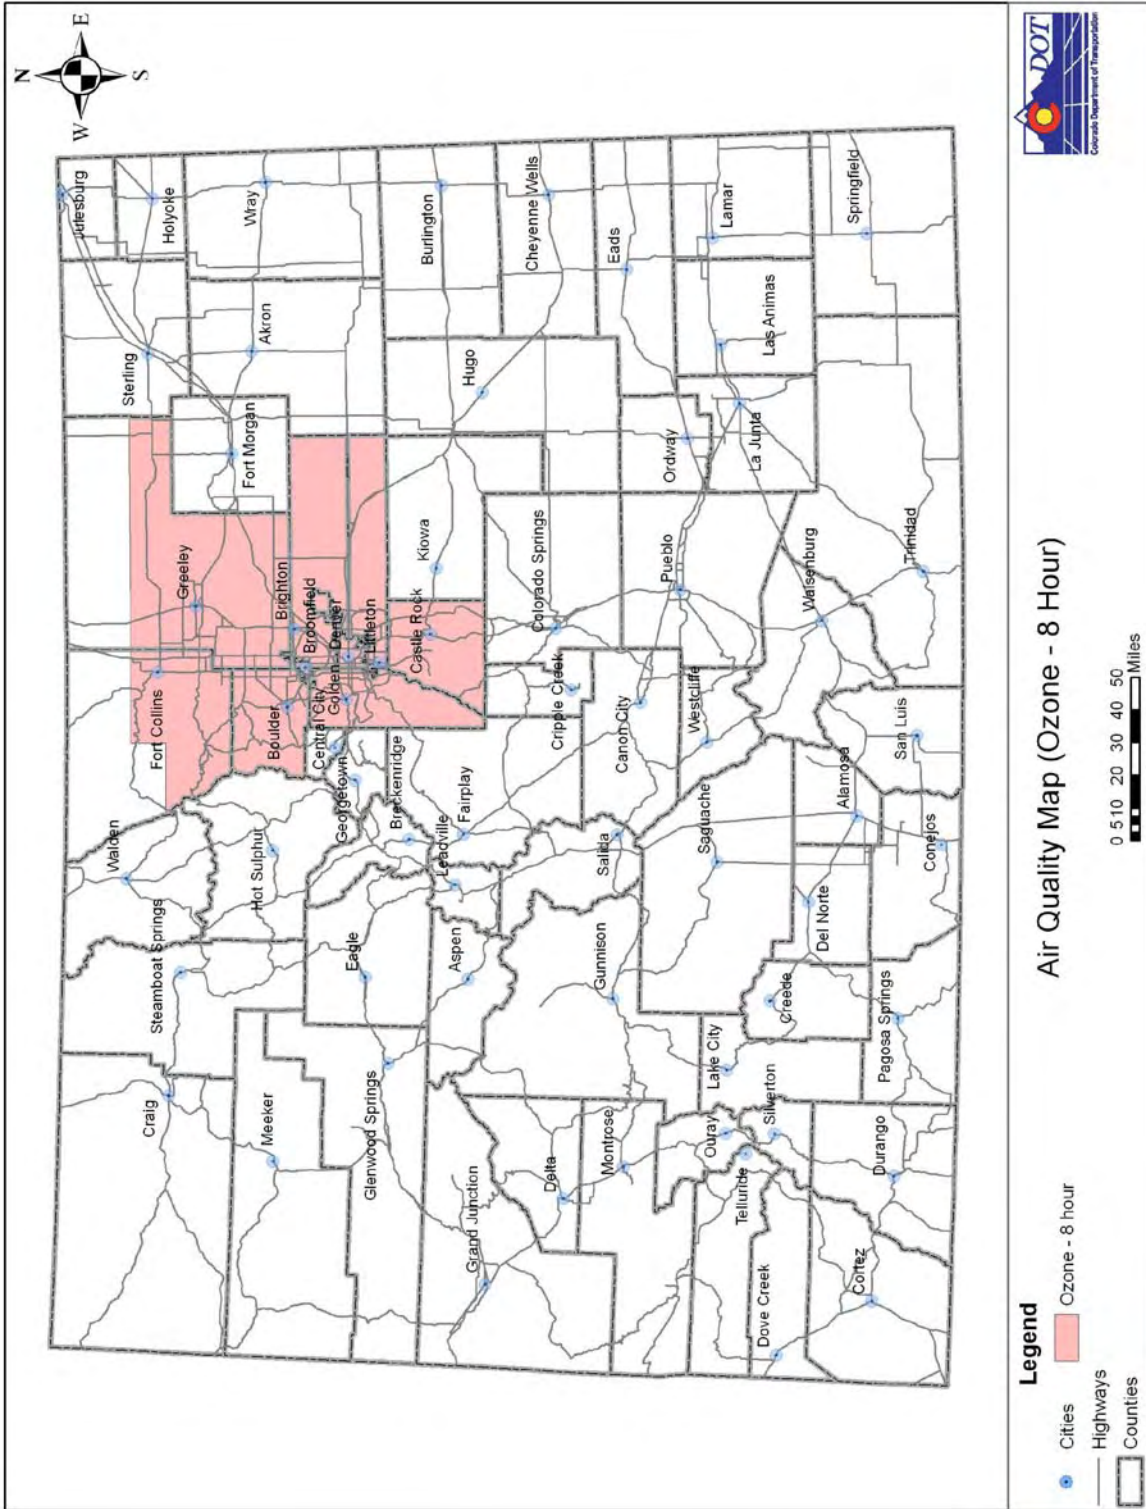 N
W
E
S
Julesburg
Holyoke
Sterling
Wray
Akron
Fort Morgan
Greeley
Fort Collins
Walden
Steamboat Springs
Craig
Meeker
Hot Sulphur
Boulder
Brighton
Broomfield
Central City
Golden
Denver
Littleton
Georgetown
Castle Rock
Kiowa
Hugo
Burlington
Cheyenne Wells
Eads
Lamar
Springfield
Las Animas
La Junta
Ordway
Colorado Springs
Pueblo
Cripple Creek
Canon City
Westcliffe
Walsenburg
Trinidad
Breckenridge
Leadville
Fairplay
Eagle
Aspen
Glenwood Springs
Grand Junction
Delta
Montrose
Gunnison
Salida
Saguache
Alamosa
San Luis
Conejos
Del Norte
Creede
Lake City
Pagosa Springs
Ouray
Silverton
Telluride
Durango
Dove Creek
Cortez
Legend
Cities
Highways
Counties
Ozone - 8 hour
Air Quality Map (Ozone - 8 Hour)
0 5 10 20 30 40 50
Miles
DOT
Colorado Department of Transportation